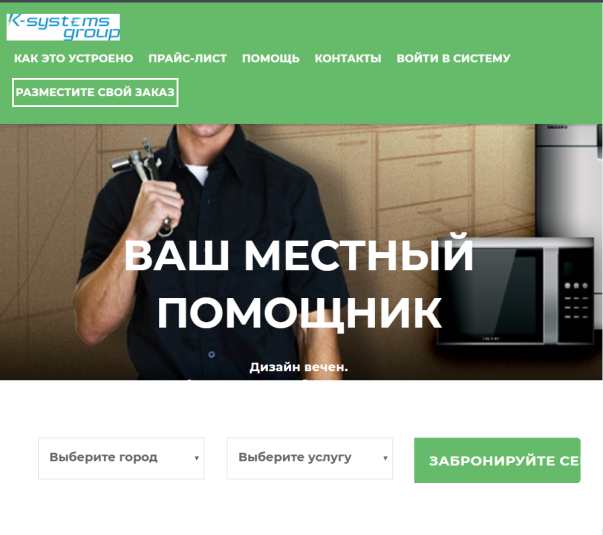 K-systems
group
КАК ЭТО УСТРОЕНО ПРАЙС-ЛИСТ ПОМОЩЬ КОНТАКТЫ ВОЙТИ В СИСТЕМУ
РАЗМЕСТИТЕ СВОЙ ЗАКАЗ
ВАШ МЕСТНЫЙ
ПОМОЩНИК
Дизайн вечен.
Выберите город Выберите услугу ЗАБРОНИРУЙТЕ СЕ